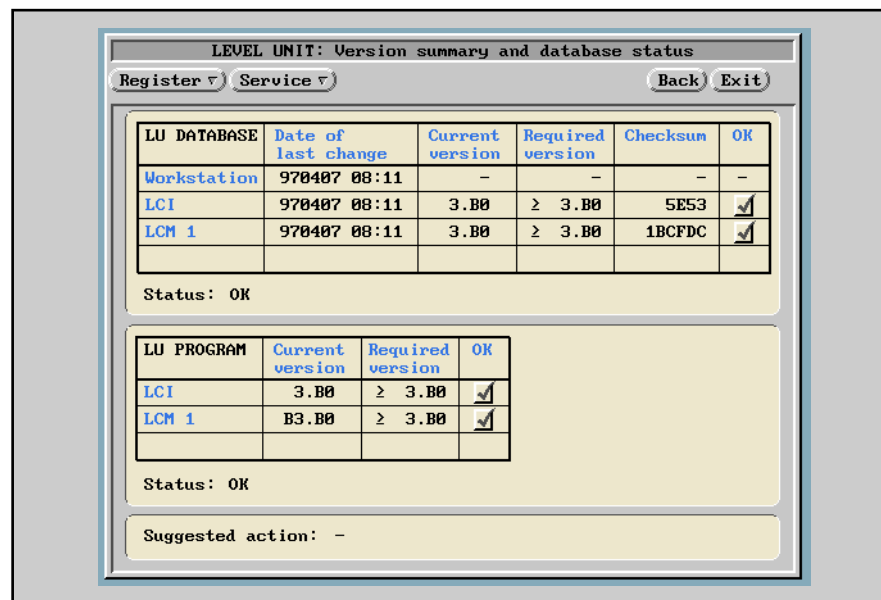 LEVEL UNIT: Version summary and database status
Register ▿ Service ▿ Back Exit
LU DATABASE Date of last change Current version Required version Checksum OK
Workstation 970407 08:11 – – – –
LCI 970407 08:11 3.B0 ≥ 3.B0 5E53 ✓
LCM 1 970407 08:11 3.B0 ≥ 3.B0 1BCFDC ✓
Status: OK
LU PROGRAM Current version Required version OK
LCI 3.B0 ≥ 3.B0 ✓
LCM 1 B3.B0 ≥ 3.B0 ✓
Status: OK
Suggested action: –